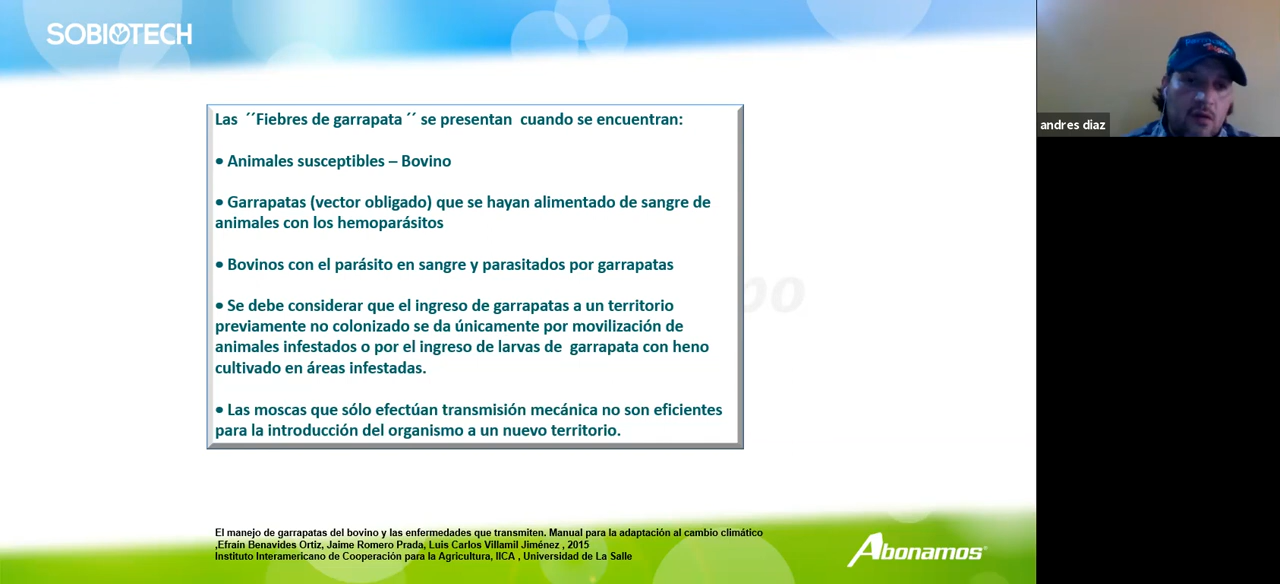 SOBIOTECH
andres diaz
Las ´´Fiebres de garrapata ´´ se presentan cuando se encuentran:
• Animales susceptibles – Bovino
• Garrapatas (vector obligado) que se hayan alimentado de sangre de
animales con los hemoparásitos
• Bovinos con el parásito en sangre y parasitados por garrapatas
• Se debe considerar que el ingreso de garrapatas a un territorio
previamente no colonizado se da únicamente por movilización de
animales infestados o por el ingreso de larvas de garrapata con heno
cultivado en áreas infestadas.
• Las moscas que sólo efectúan transmisión mecánica no son eficientes
para la introducción del organismo a un nuevo territorio.
El manejo de garrapatas del bovino y las enfermedades que transmiten. Manual para la adaptación al cambio climático
,Efraín Benavides Ortiz, Jaime Romero Prada, Luis Carlos Villamil Jiménez , 2015
Instituto Interamericano de Cooperación para la Agricultura, IICA , Universidad de La Salle
Abonamos®